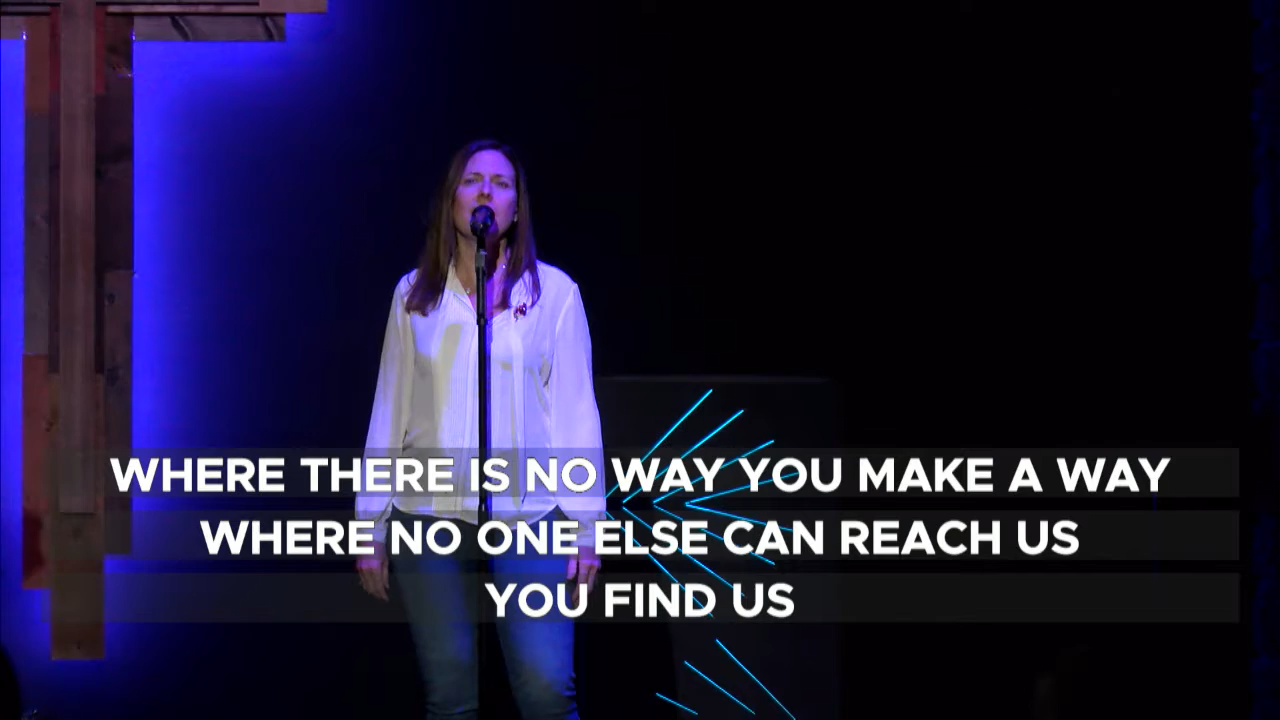 WHERE THERE IS NO WAY YOU MAKE A WAY
WHERE NO ONE ELSE CAN REACH US
YOU FIND US